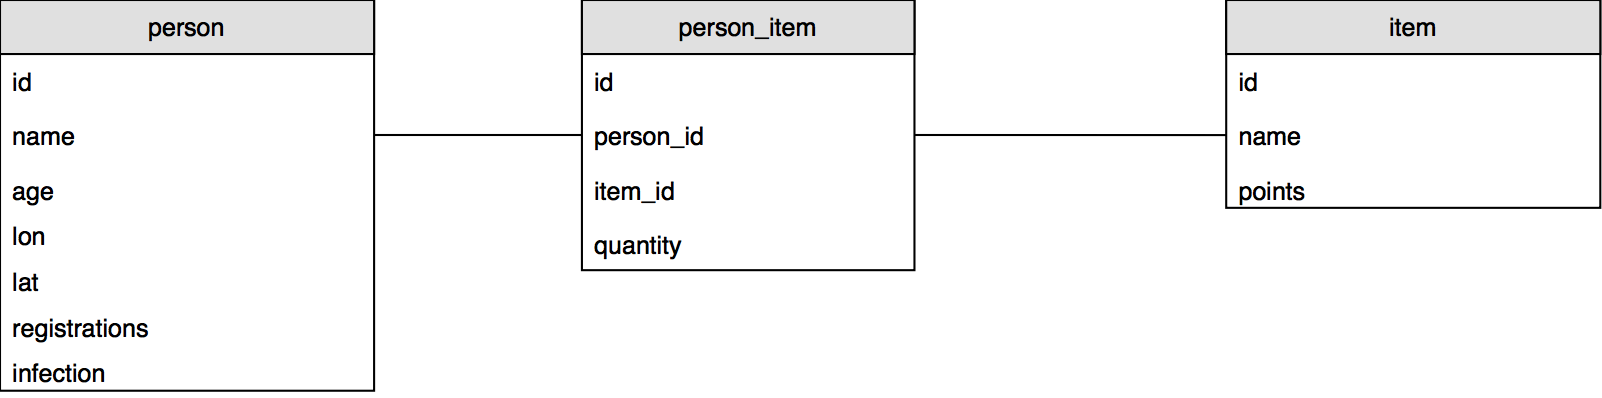 person
id
name
age
lon
lat
registrations
infection
person_item
id
person_id
item_id
quantity
item
id
name
points